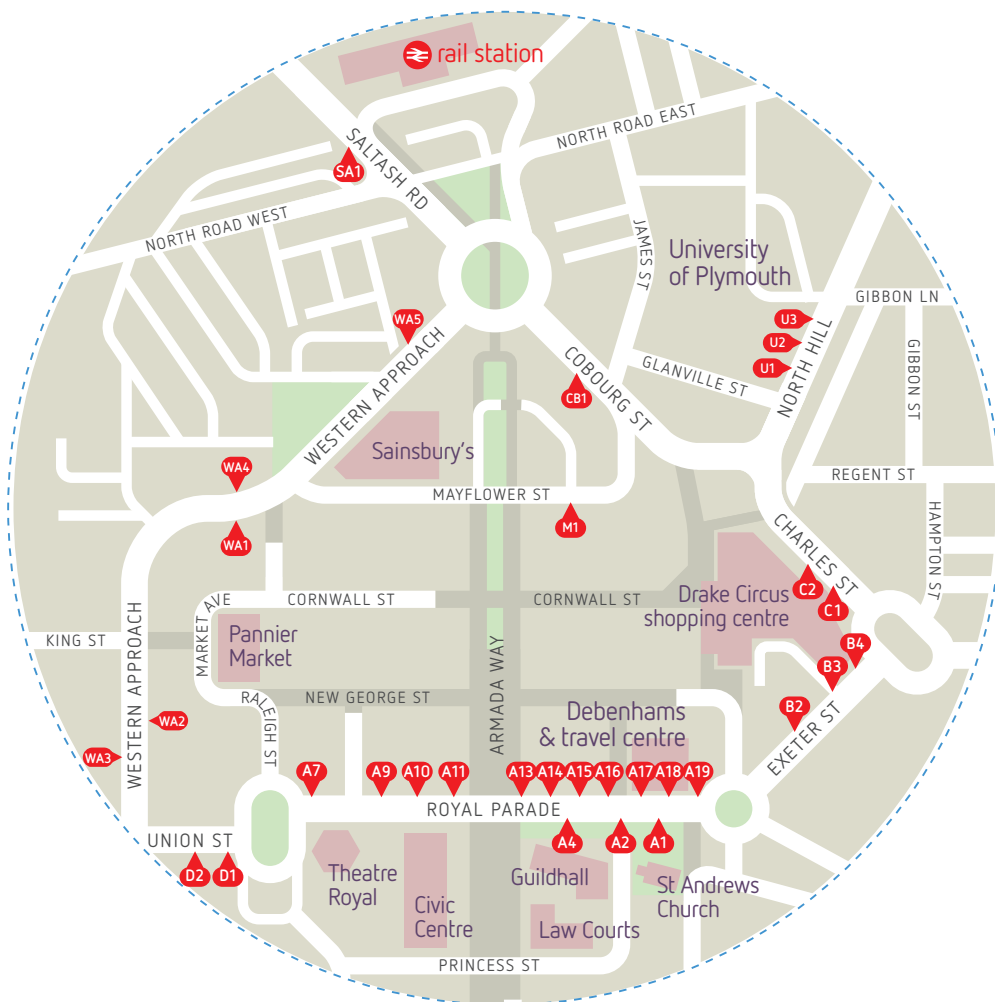 rail station
SALTASH RD
NORTH ROAD EAST
SA1
NORTH ROAD WEST
JAMES ST
University
of Plymouth
GIBBON LN
WA5
U3
U2
U1
NORTH HILL
GIBBON ST
WESTERN APPROACH
COBOURG ST
GLANVILLE ST
CB1
Sainsbury's
WA4
MAYFLOWER ST
REGENT ST
M1
WA1
HAMPTON ST
CHARLES ST
C2
C1
MARKET AVE
CORNWALL ST
CORNWALL ST
Drake Circus
shopping centre
KING ST
Pannier
Market
B4
B3
B2
WESTERN APPROACH
RALEIGH ST
NEW GEORGE ST
ARMADA WAY
WA2
WA3
Debenhams
& travel centre
EXETER ST
A7
A9
A10
A11
A13
A14
A15
A16
A17
A18
A19
ROYAL PARADE
UNION ST
A4
A2
A1
D2
D1
Theatre
Royal
Civic
Centre
Guildhall
St Andrews
Church
Law Courts
PRINCESS ST